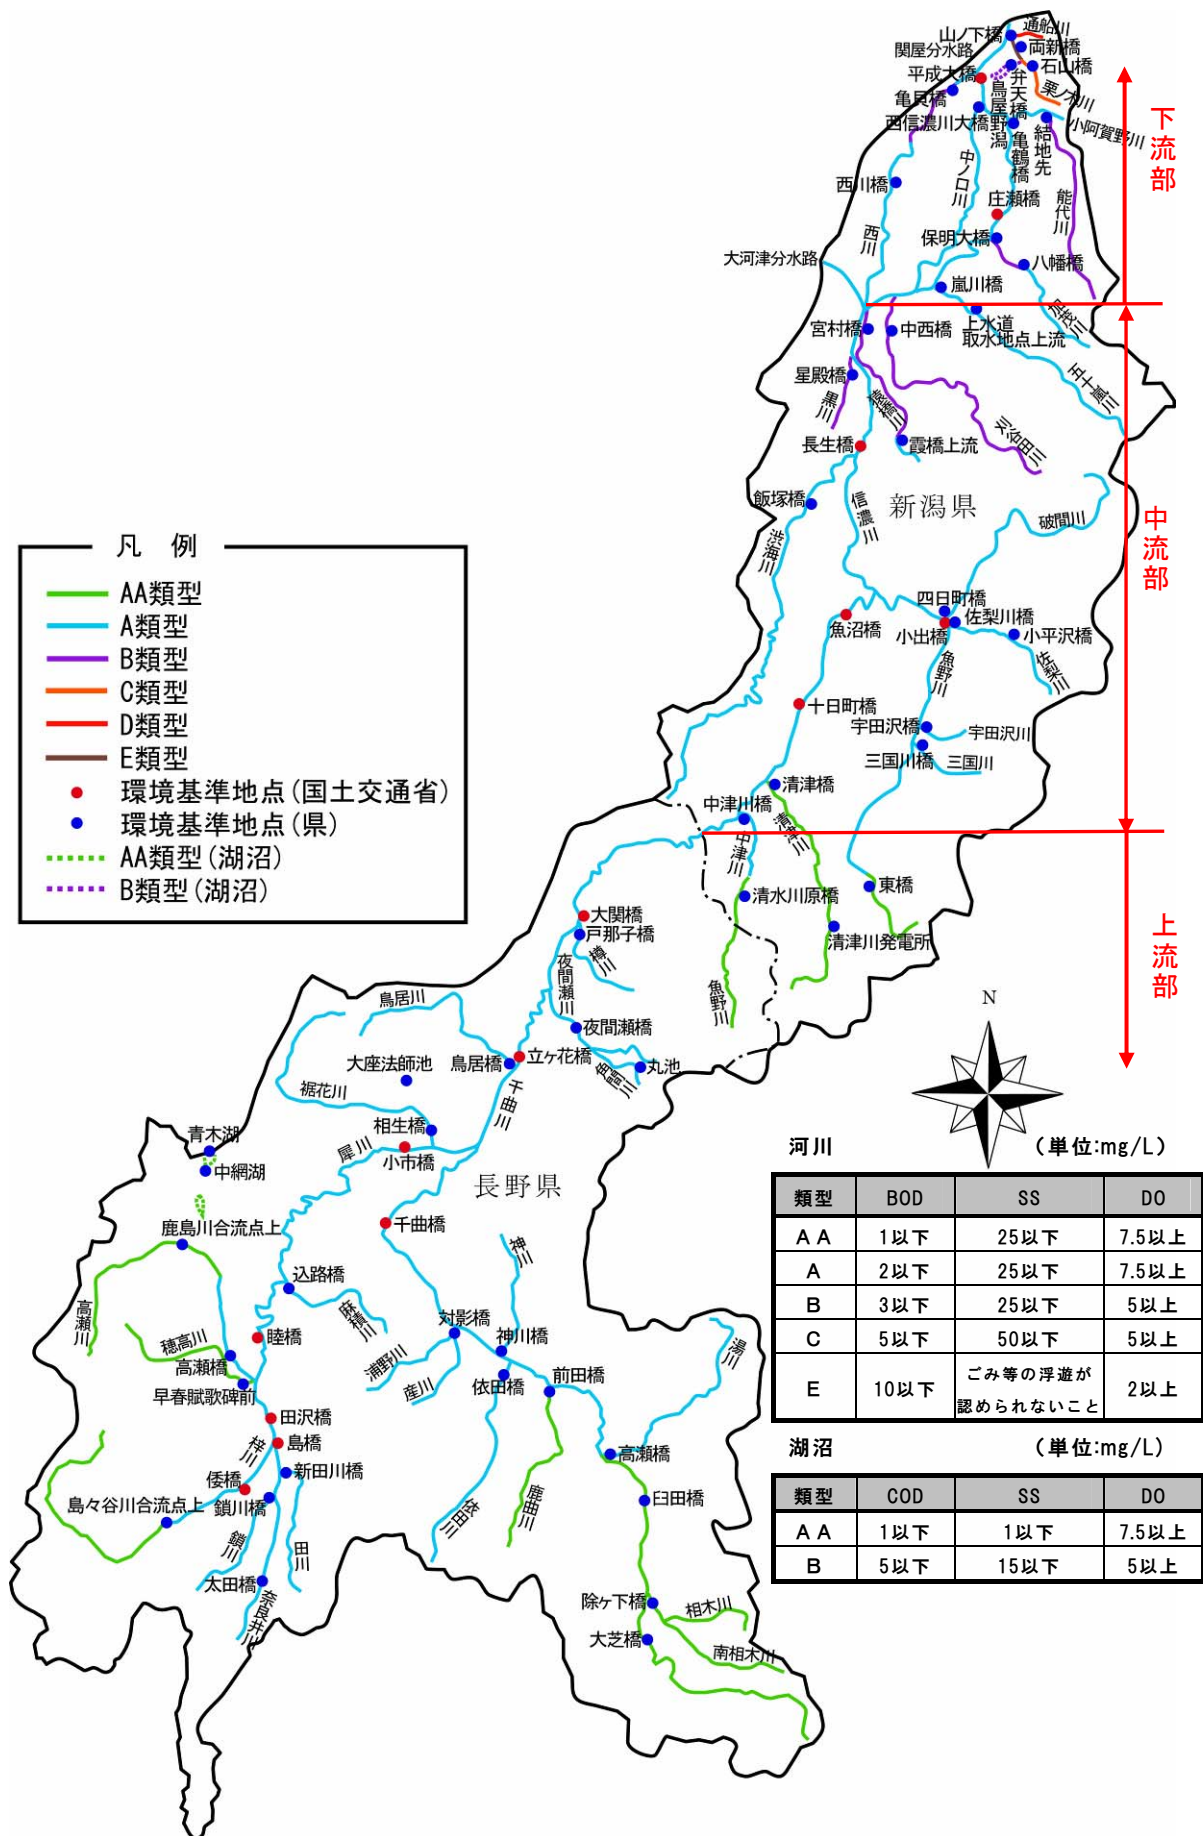 山ノ下橋
通船川
関屋分水路
両新橋
平成大橋
石山橋
亀貝橋
弁天橋
鳥屋野潟
栗ノ木川
西信濃川大橋
亀鶴橋
結地先
小阿賀野川
下流部
西川橋
中ノ口川
庄瀬橋
能代川
西川
保明大橋
大河津分水路
八幡橋
嵐川橋
宮村橋
中西橋
上水道
取水地点上流
星殿橋
五十嵐川
黒川
猿橋川
刈谷田川
長生橋
霞橋上流
飯塚橋
信濃川
新潟県
破間川
中流部
渋海川
四日町橋
佐梨川橋
魚沼橋
小出橋
小平沢橋
佐梨川
魚野川
十日町橋
宇田沢橋
宇田沢川
三国川橋
三国川
清津橋
中津川橋
清津川
中津川
清水川原橋
東橋
清津川発電所
上流部
魚野川
凡 例
AA類型
A類型
B類型
C類型
D類型
E類型
環境基準地点(国土交通省)
環境基準地点(県)
AA類型(湖沼)
B類型(湖沼)
大関橋
戸那子橋
樽川
夜間瀬川
鳥居川
夜間瀬橋
N
大座法師池
鳥居橋
立ヶ花橋
丸池
角間川
裾花川
千曲川
相生橋
青木湖
犀川
小市橋
中綱湖
長野県
鹿島川合流点上
千曲橋
神川
込路橋
高瀬川
麻績川
穂高川
睦橋
対影橋
神川橋
湯川
高瀬橋
浦野川
早春賦歌碑前
産川
依田橋
前田橋
田沢橋
島橋
梓川
新田川橋
高瀬橋
倭橋
鎖川橋
島々谷川合流点上
臼田橋
鹿曲川
依田川
鎖川
田川
太田橋
奈良井川
除ヶ下橋
相木川
大芝橋
南相木川
河川 (単位:mg/L)
類型 BOD SS DO
AA 1以下 25以下 7.5以上
A 2以下 25以下 7.5以上
B 3以下 25以下 5以上
C 5以下 50以下 5以上
E 10以下 ごみ等の浮遊が認められないこと 2以上
湖沼 (単位:mg/L)
類型 COD SS DO
AA 1以下 1以下 7.5以上
B 5以下 15以下 5以上